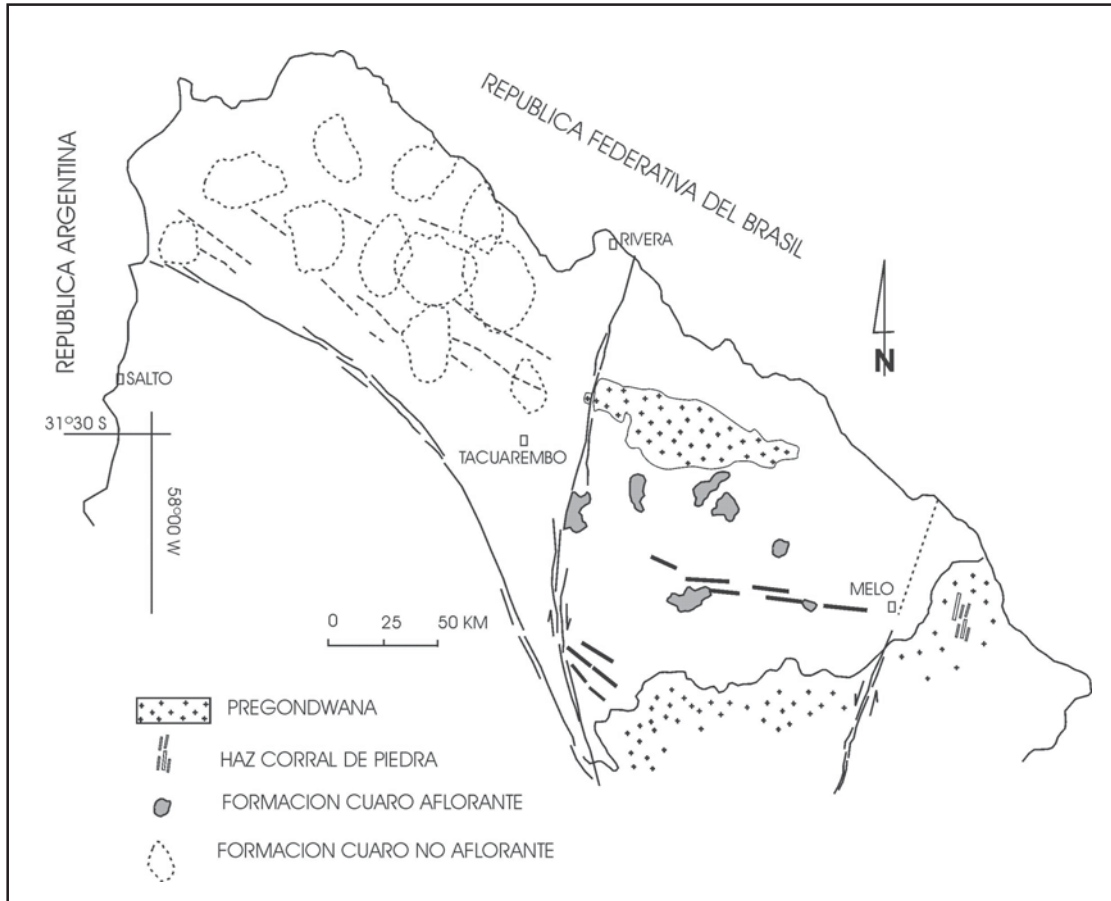 REPUBLICA FEDERATIVA DEL BRASIL
REPUBLICA ARGENTINA
RIVERA
N
SALTO
31°30 S
TACUAREMBO
58°00 W
MELO
0 25 50 KM
PREGONDWANA
HAZ CORRAL DE PIEDRA
FORMACION CUARO AFLORANTE
FORMACION CUARO NO AFLORANTE